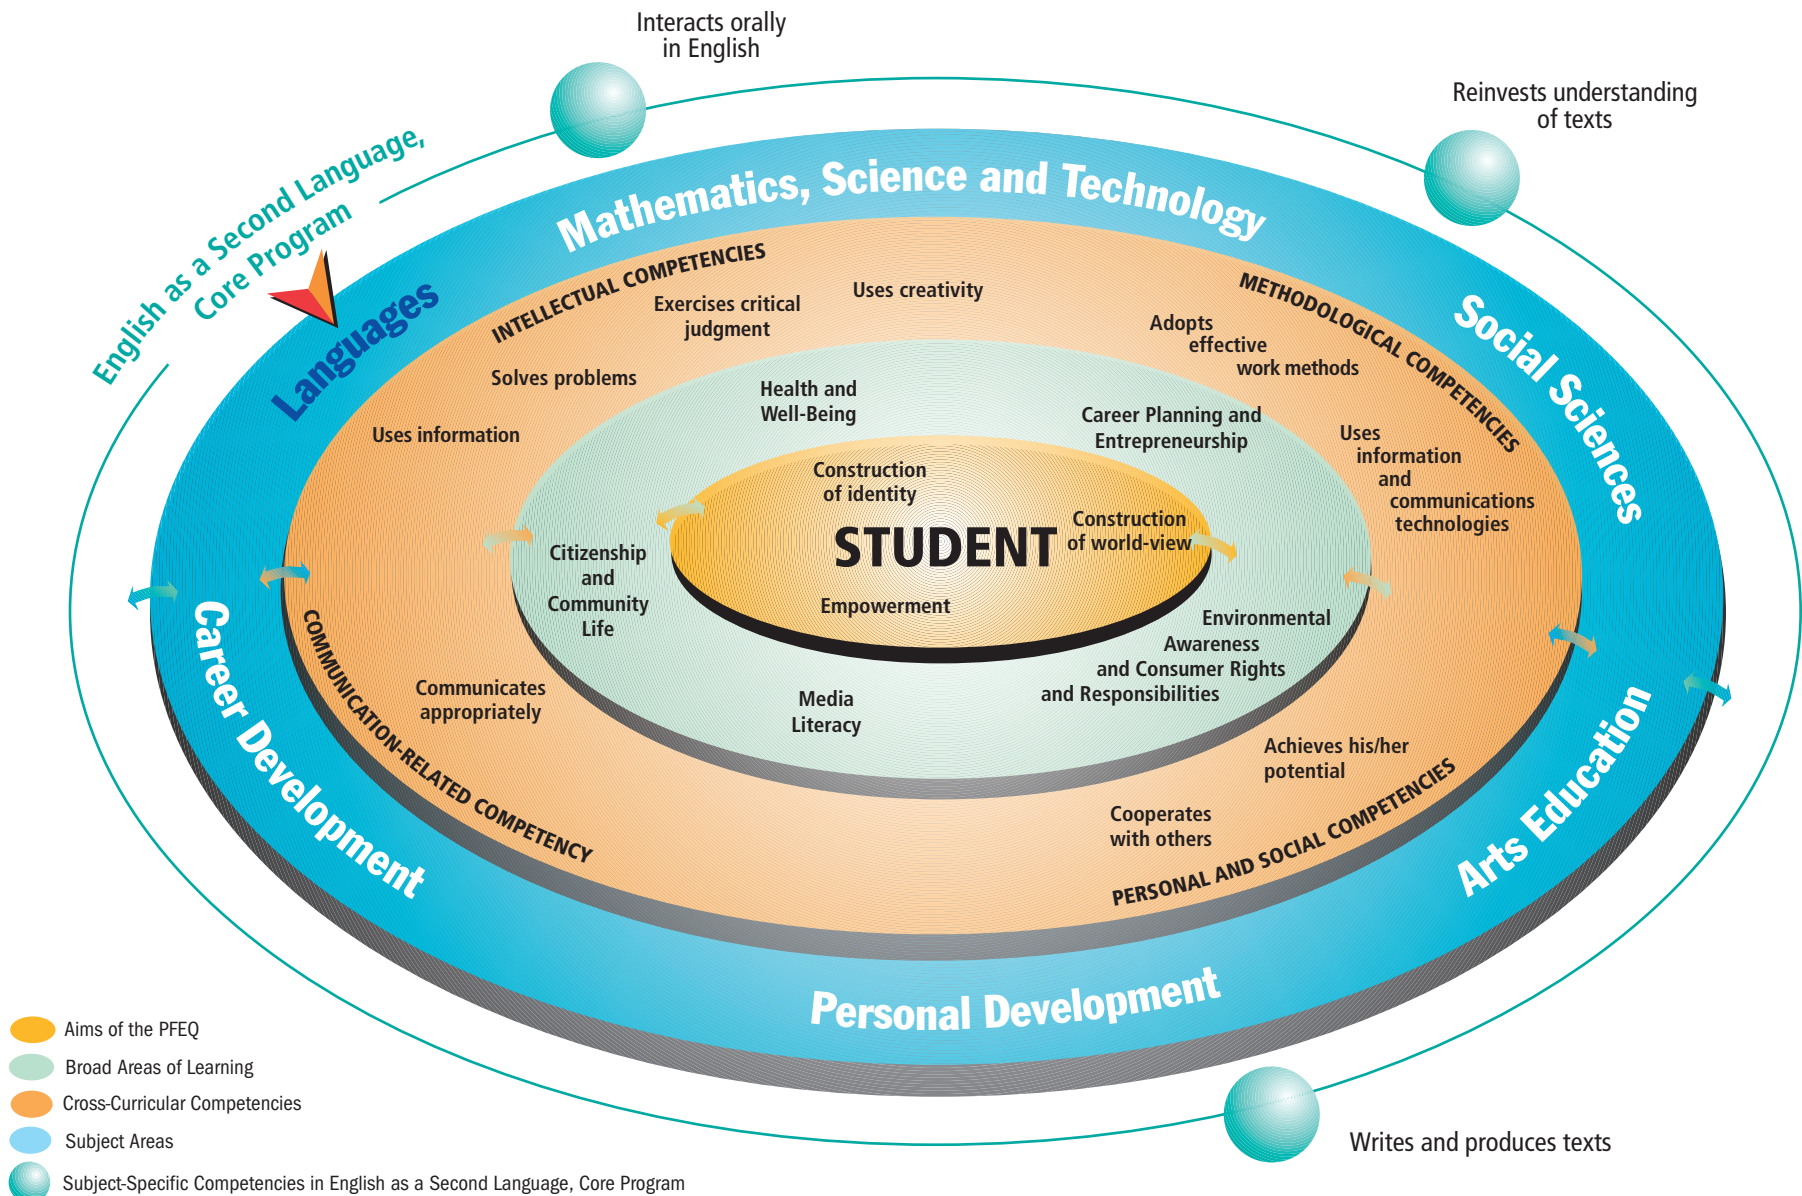 Interacts orally
in English
Reinvests understanding
of texts
English as a Second Language,
Core Program
Languages
Mathematics, Science and Technology
Social Sciences
INTELLECTUAL COMPETENCIES
METHODOLOGICAL COMPETENCIES
Uses creativity
Exercises critical
judgment
Solves problems
Uses information
Adopts
effective
work methods
Uses
information
and
communications
technologies
Health and
Well-Being
Career Planning and
Entrepreneurship
Construction
of identity
STUDENT
Construction
of world-view
Empowerment
Citizenship
and
Community
Life
Environmental
Awareness
and Consumer Rights
and Responsibilities
Media
Literacy
Communicates
appropriately
COMMUNICATION-RELATED COMPETENCY
Achieves his/her
potential
Cooperates
with others
PERSONAL AND SOCIAL COMPETENCIES
Career Development
Arts Education
Personal Development
Writes and produces texts
Aims of the PFEQ
Broad Areas of Learning
Cross-Curricular Competencies
Subject Areas
Subject-Specific Competencies in English as a Second Language, Core Program